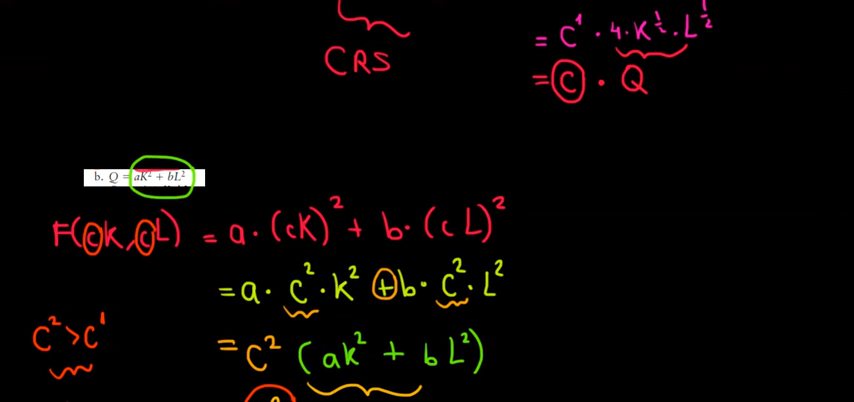 = C¹ · 4·K^½·L^½
CRS
= C · Q
b. Q = aK² + bL²
F(cK, cL) = a·(cK)² + b·(cL)²
= a·C²·K² + b·C²·L²
C² > C¹
= C² (aK² + bL²)